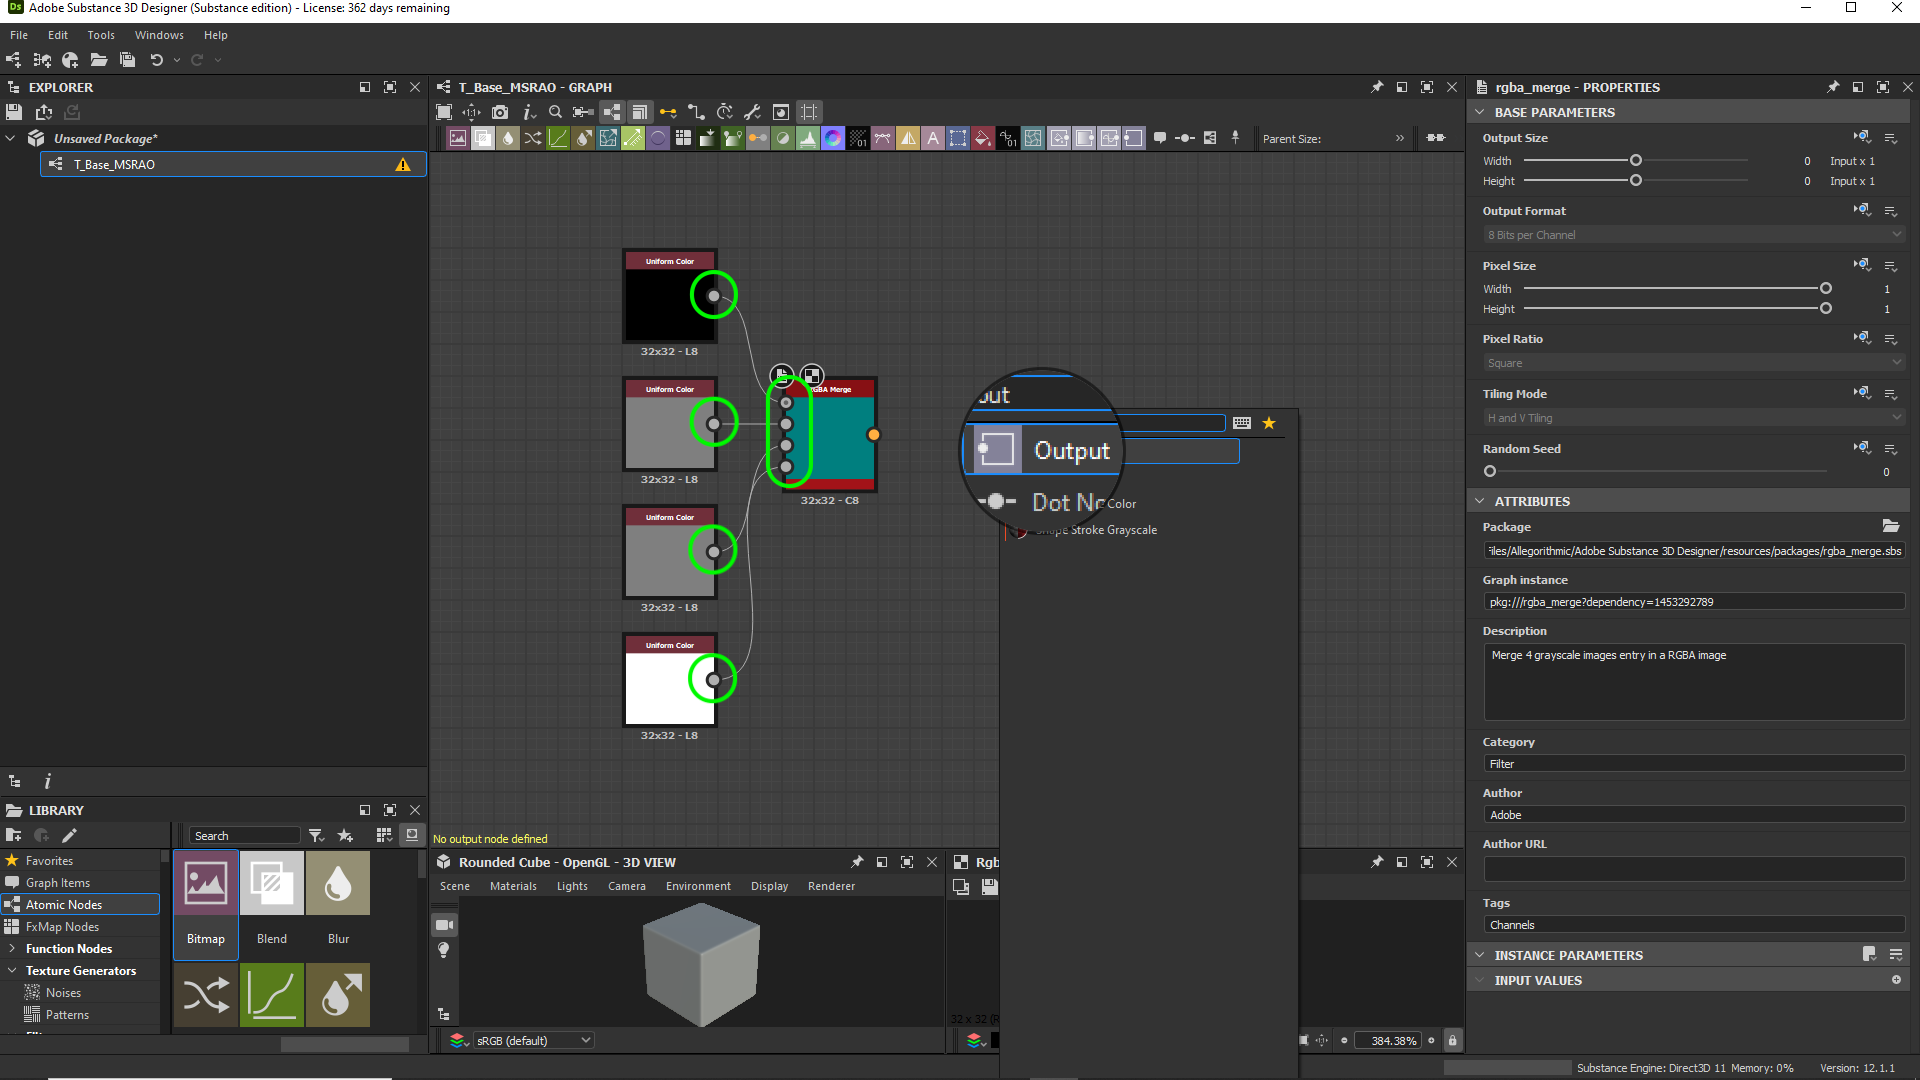 Ds Adobe Substance 3D Designer (Substance edition) - License: 362 days remaining
File Edit Tools Windows Help
EXPLORER
Unsaved Package*
T_Base_MSRAO
T_Base_MSRAO - GRAPH
Parent Size:
Uniform Color
32x32 - L8
Uniform Color
32x32 - L8
Uniform Color
32x32 - L8
Uniform Color
32x32 - L8
RGBA Merge
32x32 - C8
Output
Color
Shape Stroke Grayscale
No output node defined
LIBRARY
Search
Favorites
Graph Items
Atomic Nodes
FxMap Nodes
Function Nodes
Texture Generators
Noises
Patterns
Bitmap Blend Blur
Rounded Cube - OpenGL - 3D VIEW
Scene Materials Lights Camera Environment Display Renderer
sRGB (default)
384.38%
rgba_merge - PROPERTIES
BASE PARAMETERS
Output Size
Width 0 Input x 1
Height 0 Input x 1
Output Format
8 Bits per Channel
Pixel Size
Width 1
Height 1
Pixel Ratio
Square
Tiling Mode
H and V Tiling
Random Seed
0
ATTRIBUTES
Package
Files/Allegorithmic/Adobe Substance 3D Designer/resources/packages/rgba_merge.sbs
Graph instance
pkg:///rgba_merge?dependency=1453292789
Description
Merge 4 grayscale images entry in a RGBA image
Category
Filter
Author
Adobe
Author URL
Tags
Channels
INSTANCE PARAMETERS
INPUT VALUES
Substance Engine: Direct3D 11 Memory: 0% Version: 12.1.1